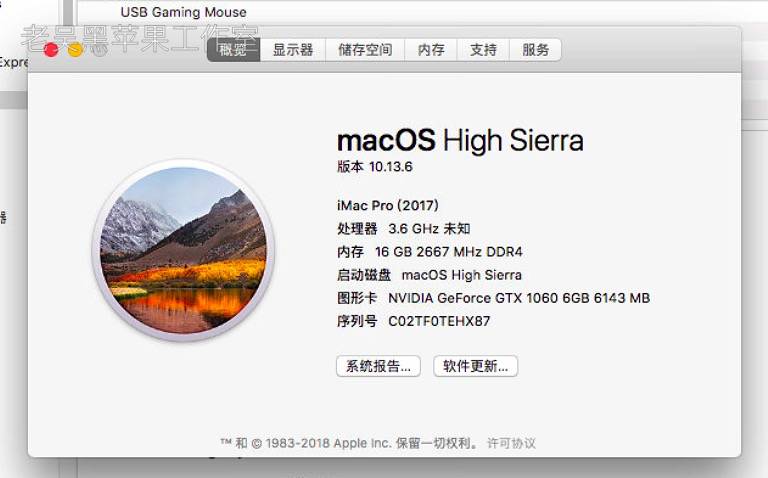 USB Gaming Mouse
老吴黑苹果工作室
Expre
概览 显示器 储存空间 内存 支持 服务
macOS High Sierra
版本 10.13.6
iMac Pro (2017)
处理器 3.6 GHz 未知
内存 16 GB 2667 MHz DDR4
启动磁盘 macOS High Sierra
图形卡 NVIDIA GeForce GTX 1060 6GB 6143 MB
序列号 C02TF0TEHX87
器
系统报告... 软件更新...
™ 和 © 1983-2018 Apple Inc. 保留一切权利。 许可协议